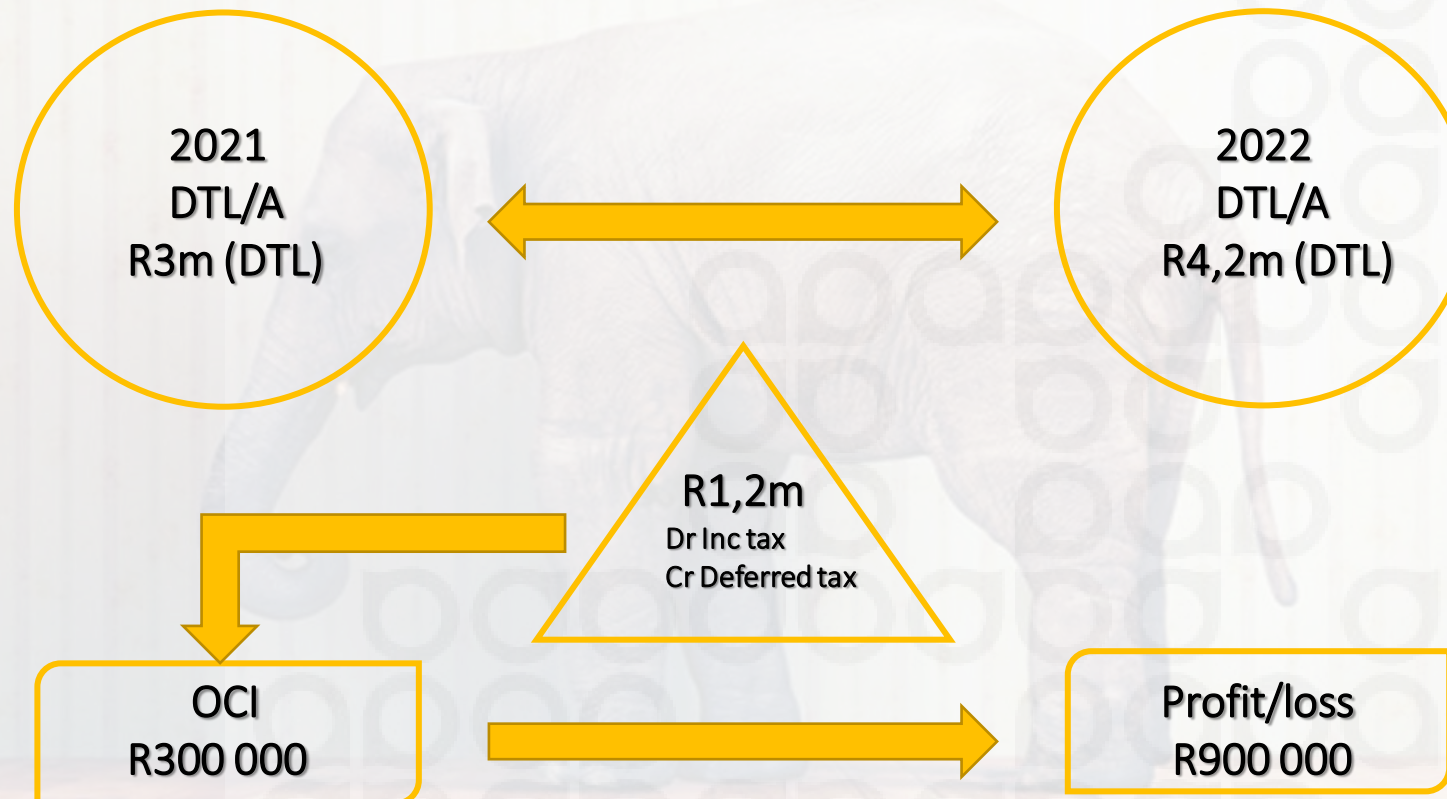 2021
DTL/A
R3m (DTL)
2022
DTL/A
R4,2m (DTL)
R1,2m
Dr Inc tax
Cr Deferred tax
OCI
R300 000
Profit/loss
R900 000